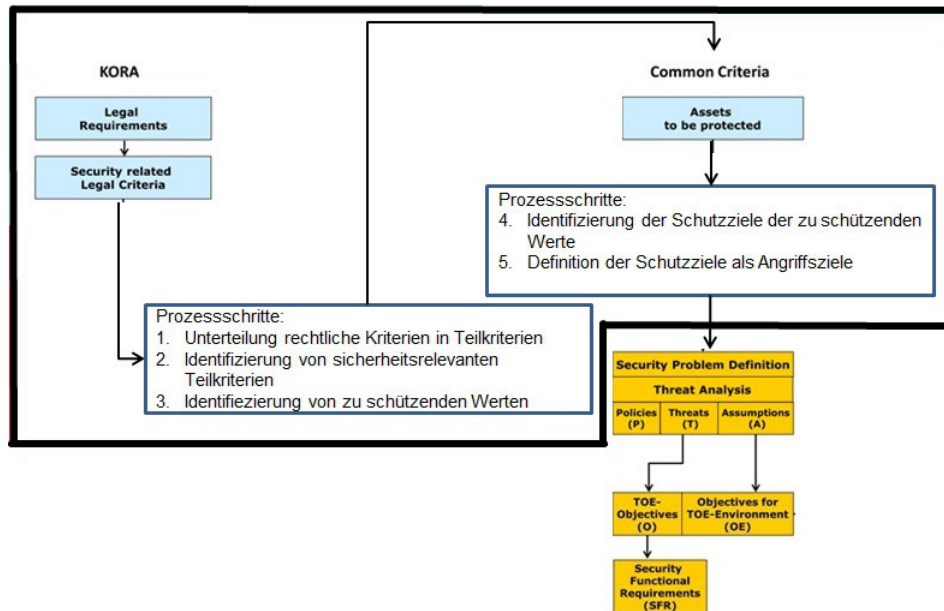 KORA
Legal
Requirements
Security related
Legal Criteria
Prozessschritte:
1. Unterteilung rechtliche Kriterien in Teilkriterien
2. Identifizierung von sicherheitsrelevanten
Teilkriterien
3. Identifiezierung von zu schützenden Werten
Common Criteria
Assets
to be protected
Prozessschritte:
4. Identifizierung der Schutzziele der zu schützenden
Werte
5. Definition der Schutzziele als Angriffsziele
Security Problem Definition
Threat Analysis
Policies
(P)
Threats
(T)
Assumptions
(A)
TOE-
Objectives
(O)
Objectives for
TOE-Environment
(OE)
Security
Functional
Requirements
(SFR)